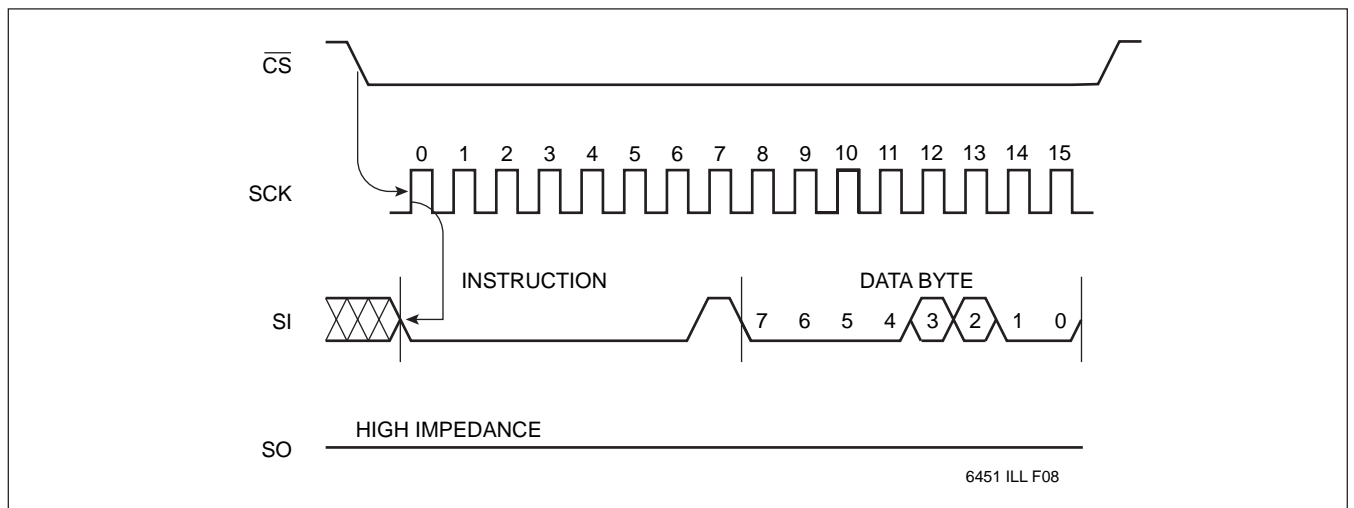 C̅S̅
0 1 2 3 4 5 6 7 8 9 10 11 12 13 14 15
SCK
INSTRUCTION DATA BYTE
SI 7 6 5 4 3 2 1 0
HIGH IMPEDANCE
SO
6451 ILL F08